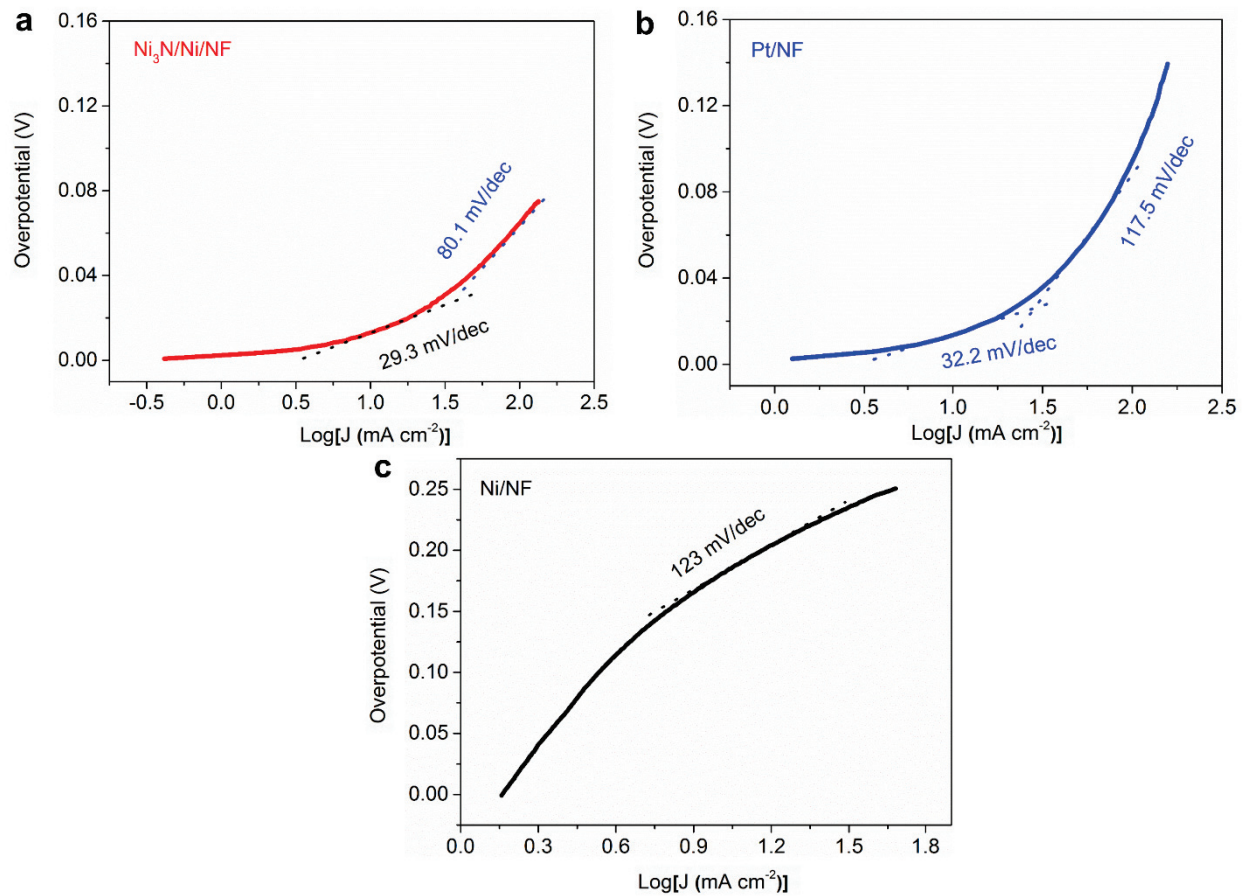 a
Ni₃N/Ni/NF
Overpotential (V)
0.16
0.12
0.08
0.04
0.00
80.1 mV/dec
29.3 mV/dec
-0.5 0.0 0.5 1.0 1.5 2.0 2.5
Log[J (mA cm⁻²)]
b
Pt/NF
Overpotential (V)
0.16
0.12
0.08
0.04
0.00
117.5 mV/dec
32.2 mV/dec
0.0 0.5 1.0 1.5 2.0 2.5
Log[J (mA cm⁻²)]
c
Ni/NF
Overpotential (V)
0.25
0.20
0.15
0.10
0.05
0.00
123 mV/dec
0.0 0.3 0.6 0.9 1.2 1.5 1.8
Log[J (mA cm⁻²)]